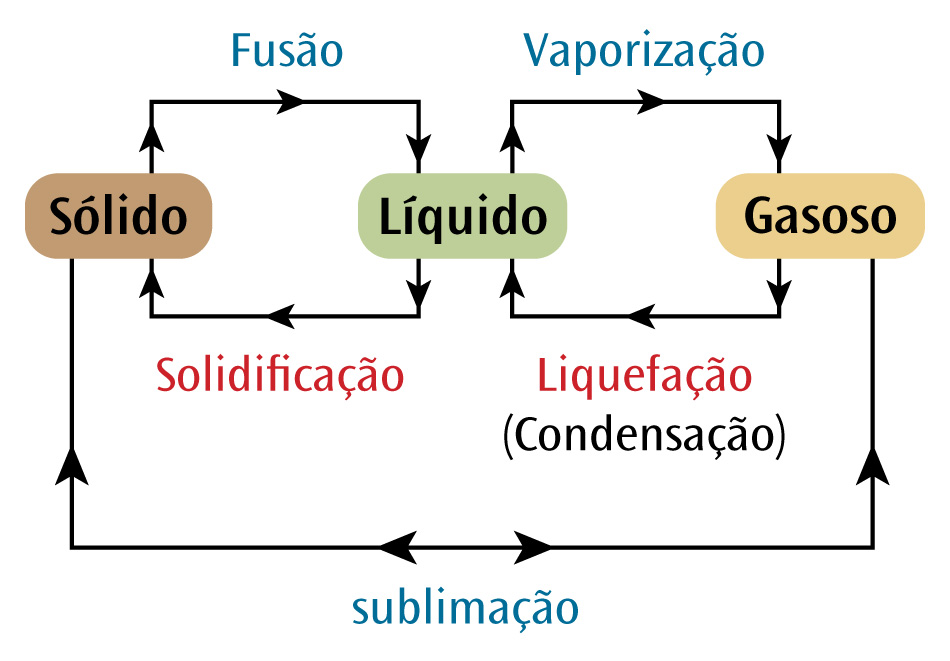 Fusão
Vaporização
Sólido
Líquido
Gasoso
Solidificação
Liquefação
(Condensação)
sublimação